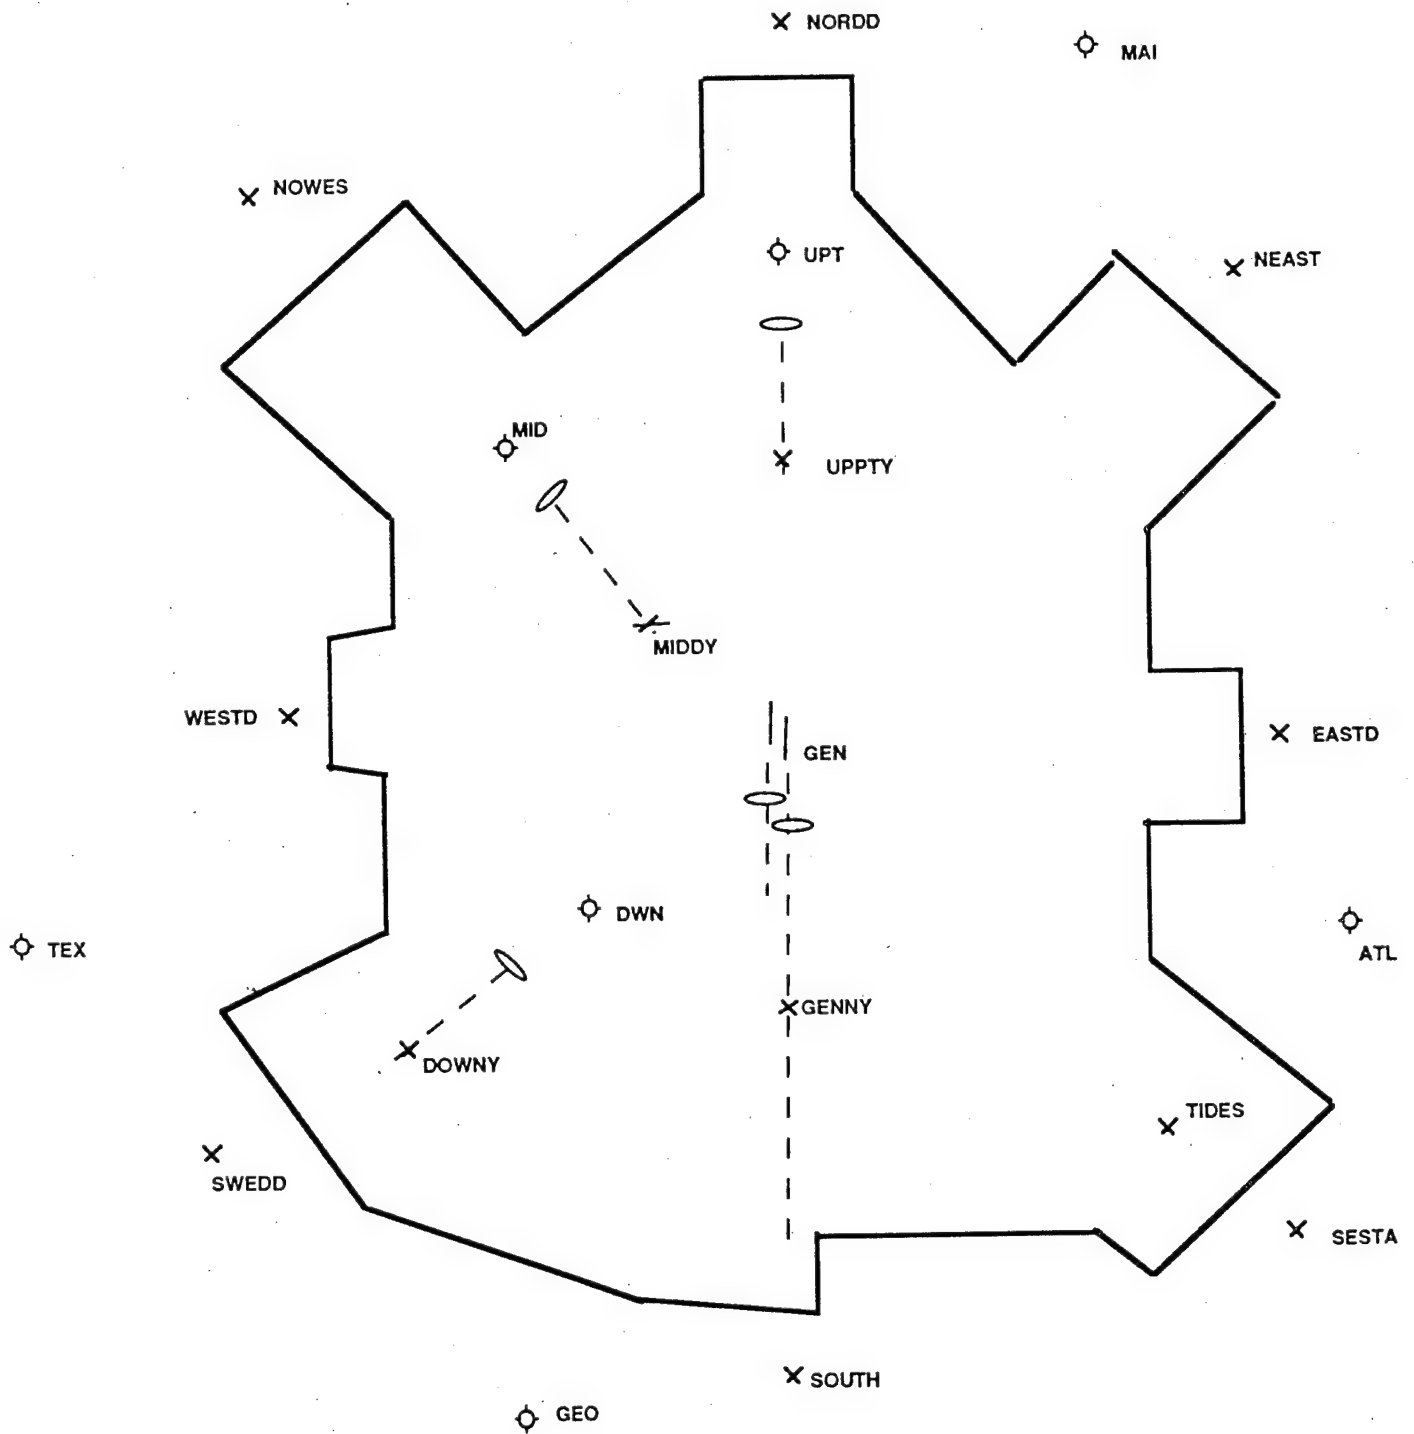 NORDD
MAI
NOWES
UPT
NEAST
MID
UPPTY
MIDDY
WESTD
EASTD
GEN
DWN
TEX
ATL
GENNY
DOWNY
TIDES
SWEDD
SESTA
SOUTH
GEO